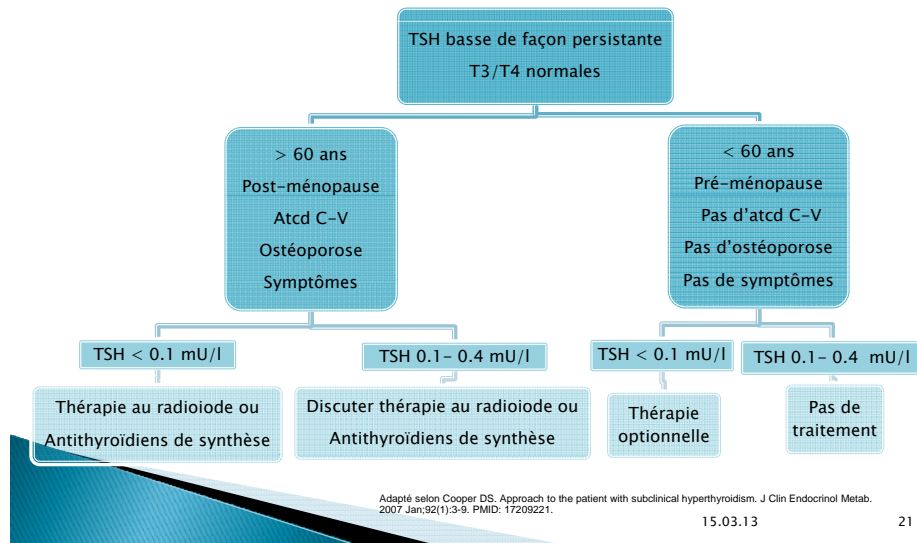 TSH basse de façon persistante
T3/T4 normales
> 60 ans
Post-ménopause
Atcd C-V
Ostéoporose
Symptômes
< 60 ans
Pré-ménopause
Pas d'atcd C-V
Pas d'ostéoporose
Pas de symptômes
TSH < 0.1 mU/l
TSH 0.1- 0.4 mU/l
TSH < 0.1 mU/l
TSH 0.1- 0.4 mU/l
Thérapie au radioiode ou
Antithyroïdiens de synthèse
Discuter thérapie au radioiode ou
Antithyroïdiens de synthèse
Thérapie
optionnelle
Pas de
traitement
Adapté selon Cooper DS. Approach to the patient with subclinical hyperthyroidism. J Clin Endocrinol Metab.
2007 Jan;92(1):3-9. PMID: 17209221.
15.03.13
21